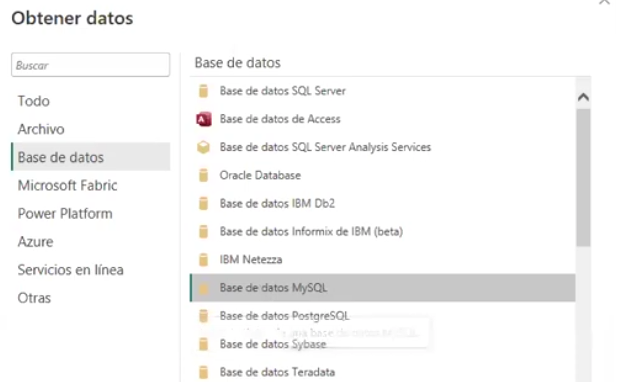 Obtener datos
Buscar
Todo
Archivo
Base de datos
Microsoft Fabric
Power Platform
Azure
Servicios en línea
Otras
Base de datos
Base de datos SQL Server
Base de datos de Access
Base de datos SQL Server Analysis Services
Oracle Database
Base de datos IBM Db2
Base de datos Informix de IBM (beta)
IBM Netezza
Base de datos MySQL
Base de datos PostgreSQL
una base de datos MySQL
Base de datos Sybase
Base de datos Teradata